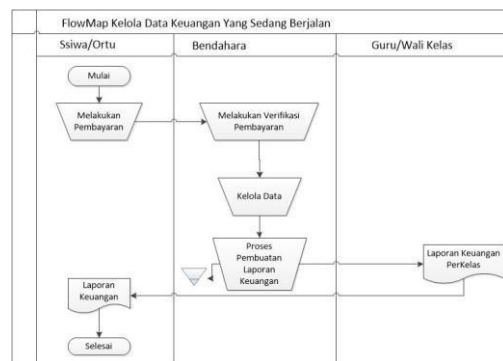 FlowMap Kelola Data Keuangan Yang Sedang Berjalan
Ssiwa/Ortu
Bendahara
Guru/Wali Kelas
Mulai
Melakukan
Pembayaran
Melakukan Verifikasi
Pembayaran
Kelola Data
Proses
Pembuatan
Laporan
Keuangan
Laporan Keuangan
PerKelas
Laporan
Keuangan
Selesai